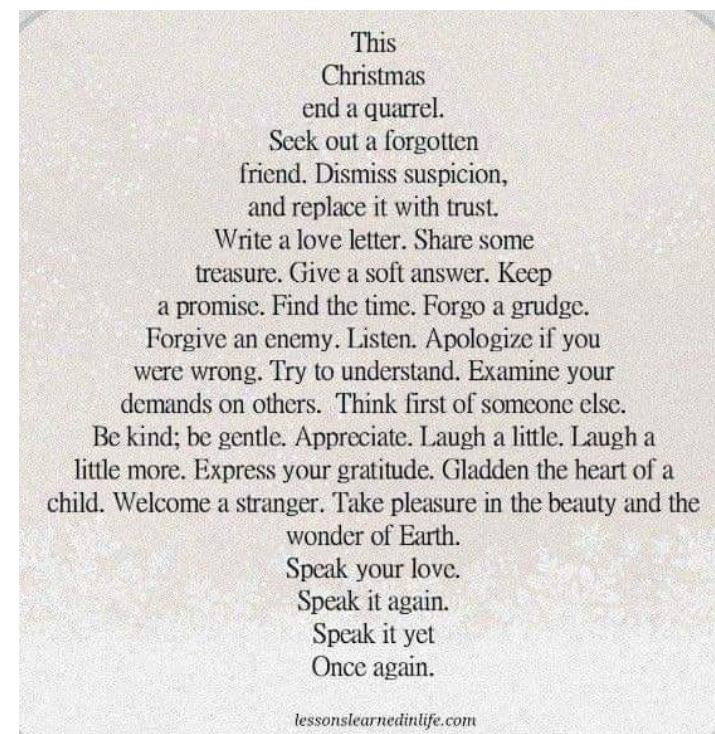 This
Christmas
end a quarrel.
Seek out a forgotten
friend. Dismiss suspicion,
and replace it with trust.
Write a love letter. Share some
treasure. Give a soft answer. Keep
a promise. Find the time. Forgo a grudge.
Forgive an enemy. Listen. Apologize if you
were wrong. Try to understand. Examine your
demands on others.  Think first of someone else.
Be kind; be gentle. Appreciate. Laugh a little. Laugh a
little more. Express your gratitude. Gladden the heart of a
child. Welcome a stranger. Take pleasure in the beauty and the
wonder of Earth.
Speak your love.
Speak it again.
Speak it yet
Once again.
lessonslearnedinlife.com